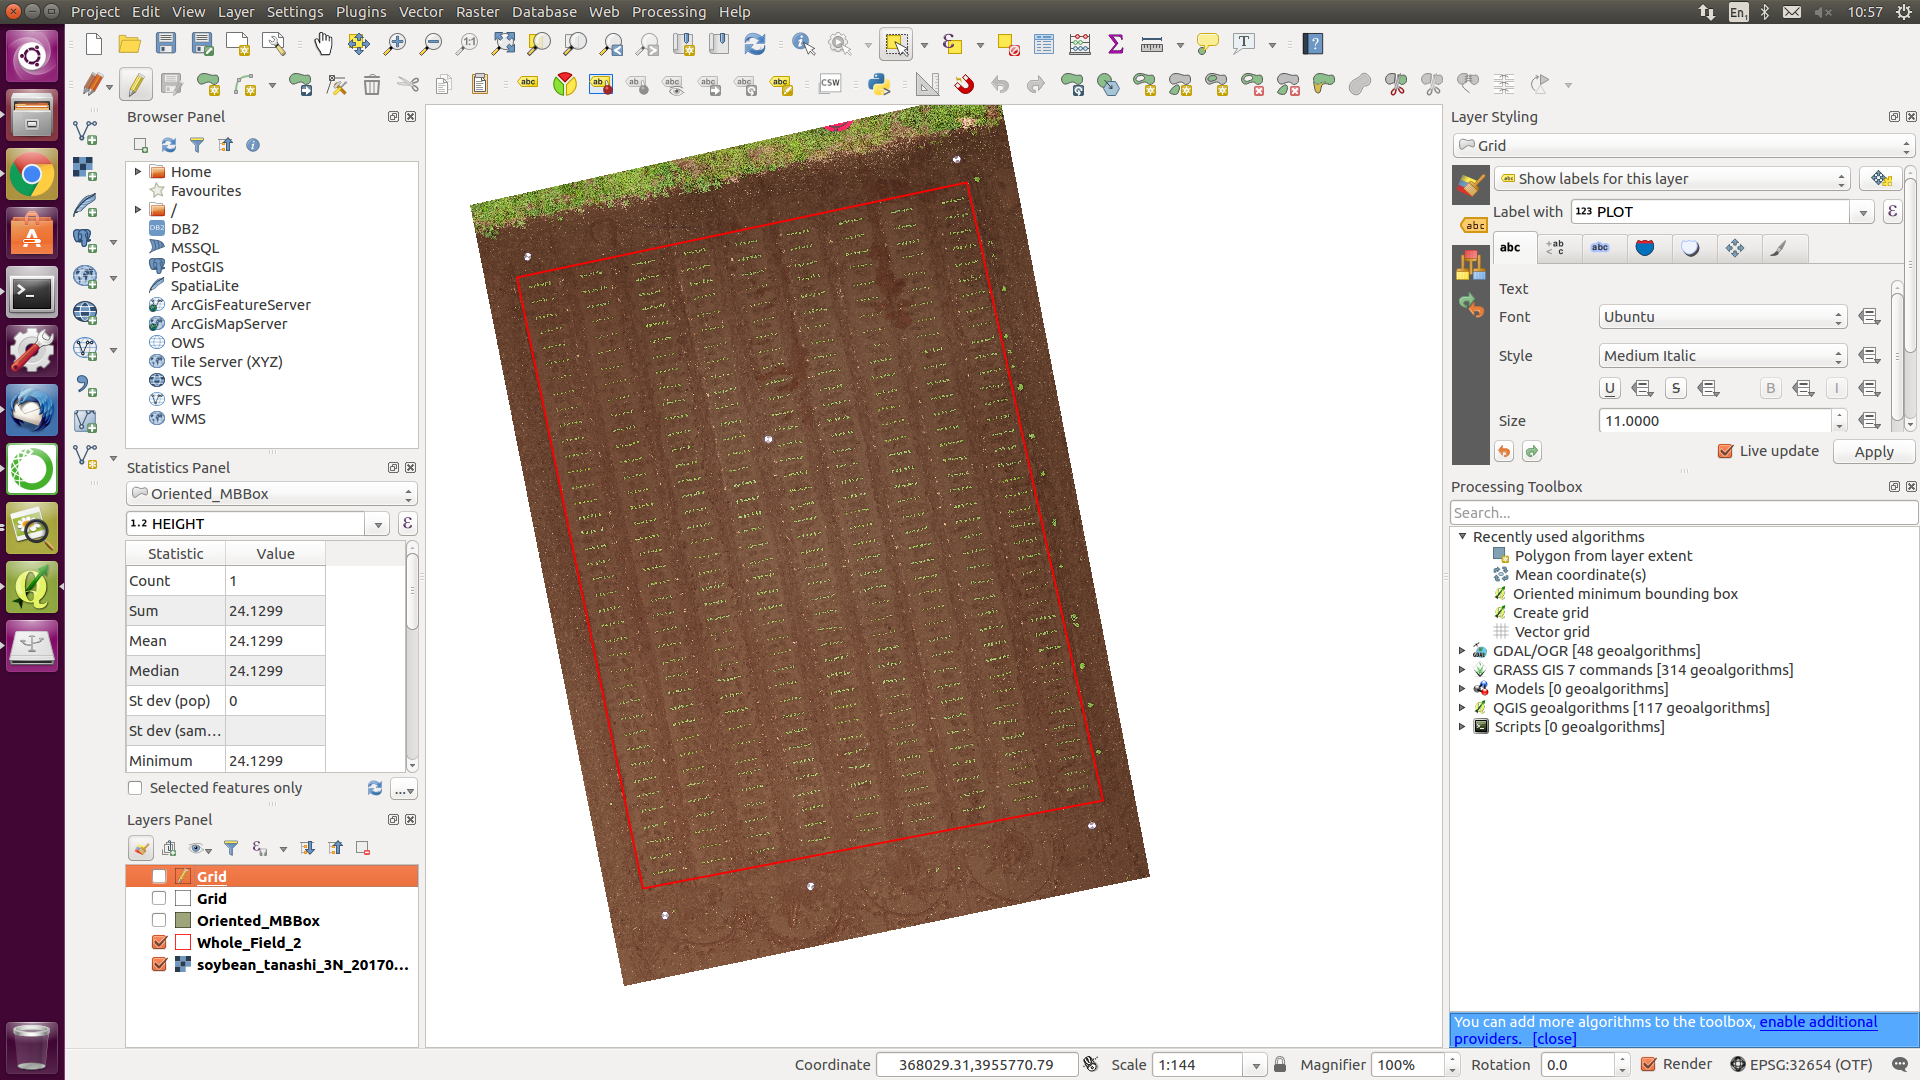 Project Edit View Layer Settings Plugins Vector Raster Database Web Processing Help
En1 10:57
Browser Panel
Home
Favourites
/
DB2 DB2
MSSQL
PostGIS
SpatiaLite
ArcGisFeatureServer
ArcGisMapServer
OWS
Tile Server (XYZ)
WCS
WFS
WMS
Statistics Panel
Oriented_MBBox
1.2 HEIGHT ε
Statistic Value
Count 1
Sum 24.1299
Mean 24.1299
Median 24.1299
St dev (pop) 0
St dev (sam...
Minimum 24.1299
Selected features only ...
Layers Panel
Grid
Grid
Oriented_MBBox
Whole_Field_2
soybean_tanashi_3N_20170...
Layer Styling
Grid
Show labels for this layer
Label with 123 PLOT ε
abc +ab < c abc
Text
Font Ubuntu
Style Medium Italic
U S B I
Size 11.0000
Live update Apply
Processing Toolbox
Search...
Recently used algorithms
Polygon from layer extent
Mean coordinate(s)
Oriented minimum bounding box
Create grid
Vector grid
GDAL/OGR [48 geoalgorithms]
GRASS GIS 7 commands [314 geoalgorithms]
Models [0 geoalgorithms]
QGIS geoalgorithms [117 geoalgorithms]
Scripts [0 geoalgorithms]
You can add more algorithms to the toolbox, enable additional
providers. [close]
Coordinate 368029.31,3955770.79 Scale 1:144 Magnifier 100% Rotation 0.0 Render EPSG:32654 (OTF)